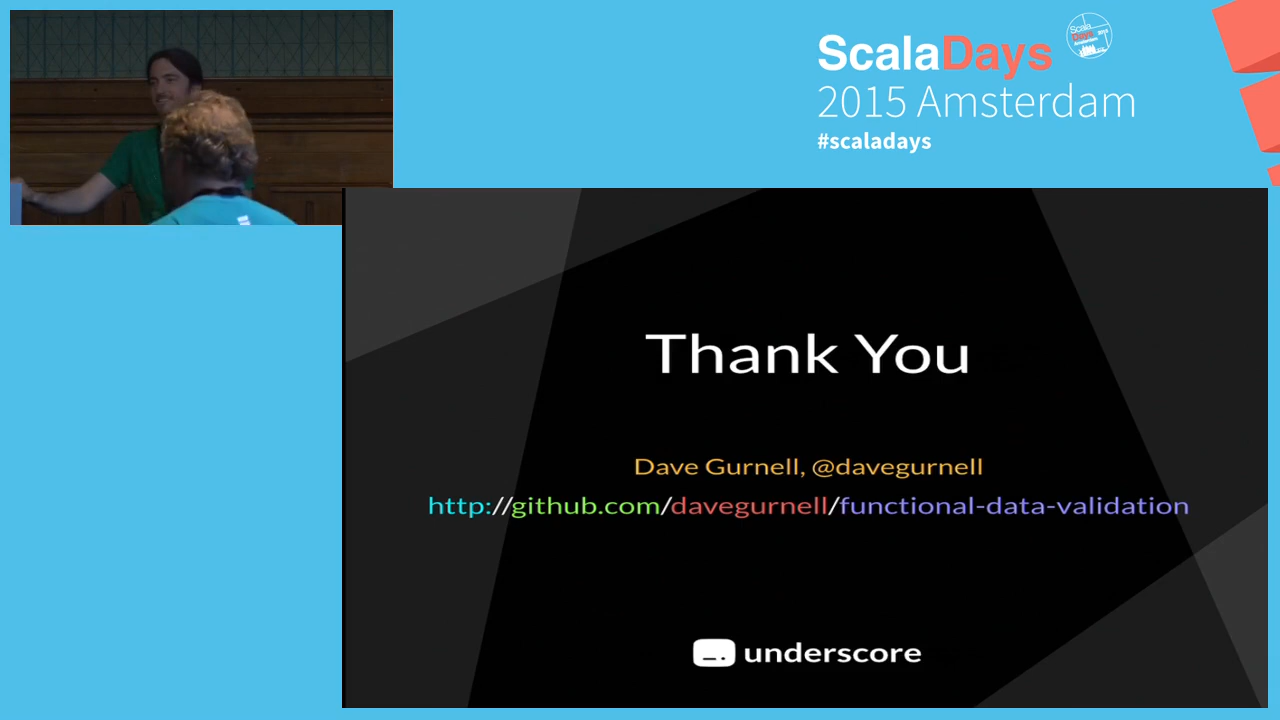 ScalaDays
2015 Amsterdam
#scaladays
Thank You
Dave Gurnell, @davegurnell
http://github.com/davegurnell/functional-data-validation
underscore